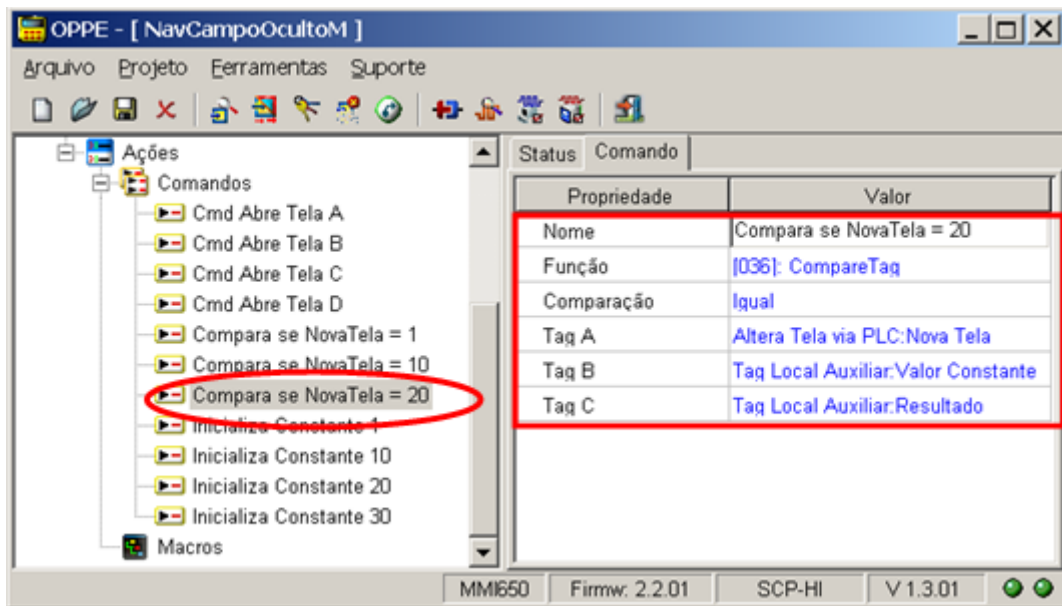 OPPE - [ NavCampoOcultoM ]
Arquivo Projeto Ferramentas Suporte
Ações
Comandos
Cmd Abre Tela A
Cmd Abre Tela B
Cmd Abre Tela C
Cmd Abre Tela D
Compara se NovaTela = 1
Compara se NovaTela = 10
Compara se NovaTela = 20
Inicializa Constante 1
Inicializa Constante 10
Inicializa Constante 20
Inicializa Constante 30
Macros
Status Comando
Propriedade Valor
Nome Compara se NovaTela = 20
Função [036]: CompareTag
Comparação Igual
Tag A Altera Tela via PLC:Nova Tela
Tag B Tag Local Auxiliar:Valor Constante
Tag C Tag Local Auxiliar:Resultado
MMI650 Firmw: 2.2.01 SCP-HI V 1.3.01